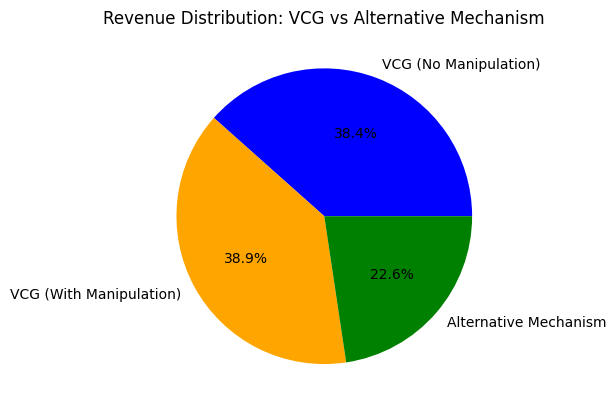 Revenue Distribution: VCG vs Alternative Mechanism
VCG (No Manipulation)
38.4%
38.9%
22.6%
VCG (With Manipulation)
Alternative Mechanism